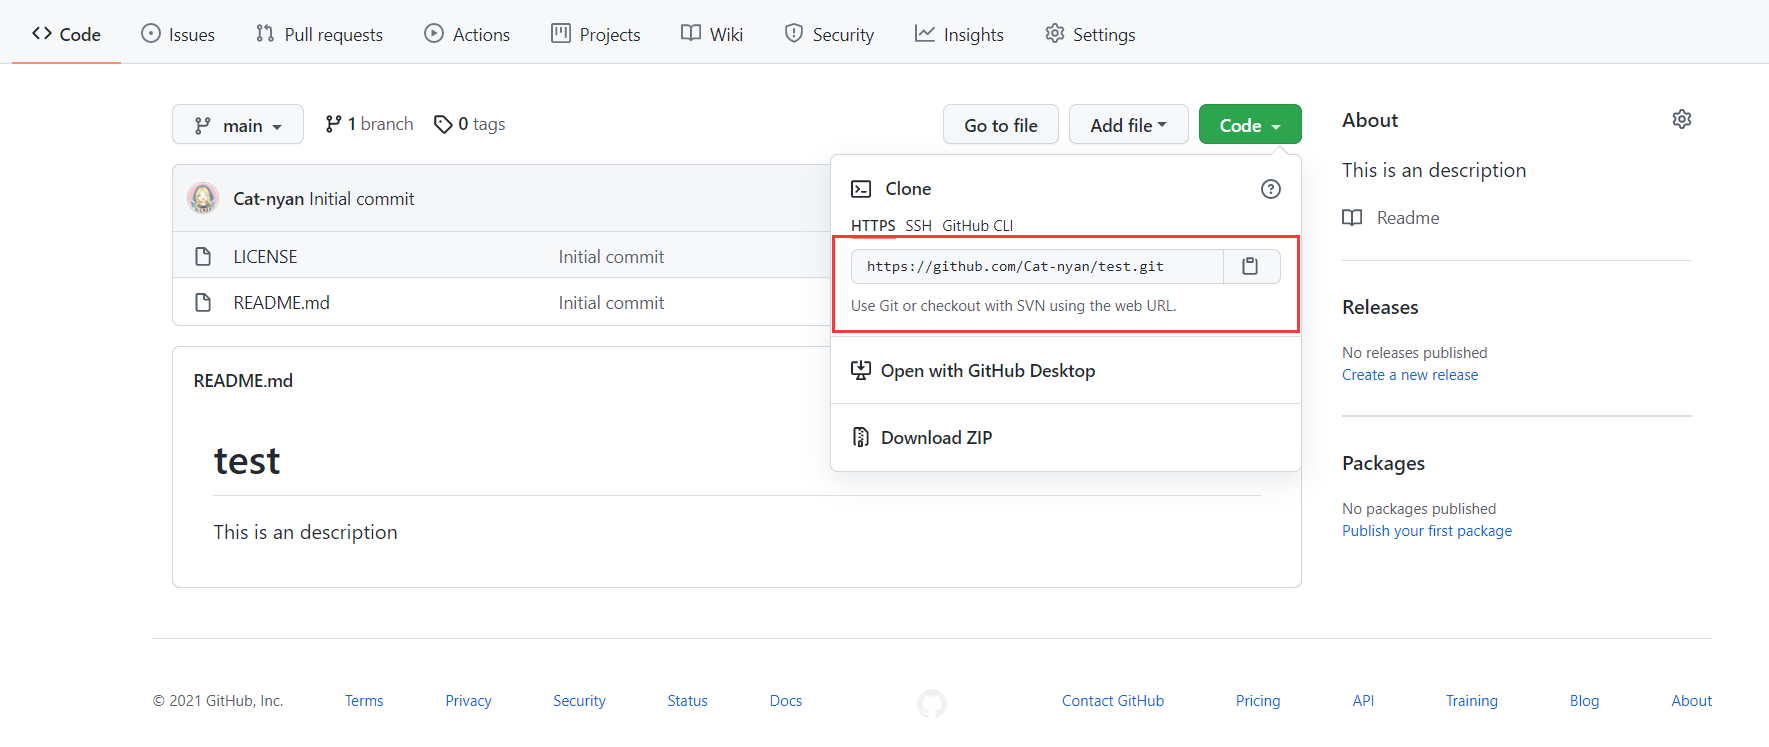 Code Issues Pull requests Actions Projects Wiki Security Insights Settings
main 1 branch 0 tags Go to file Add file Code
Cat-nyan Initial commit
LICENSE Initial commit
README.md Initial commit
Clone
HTTPS SSH GitHub CLI
https://github.com/Cat-nyan/test.git
Use Git or checkout with SVN using the web URL.
Open with GitHub Desktop
Download ZIP
README.md
test
This is an description
About
This is an description
Readme
Releases
No releases published
Create a new release
Packages
No packages published
Publish your first package
© 2021 GitHub, Inc. Terms Privacy Security Status Docs Contact GitHub Pricing API Training Blog About